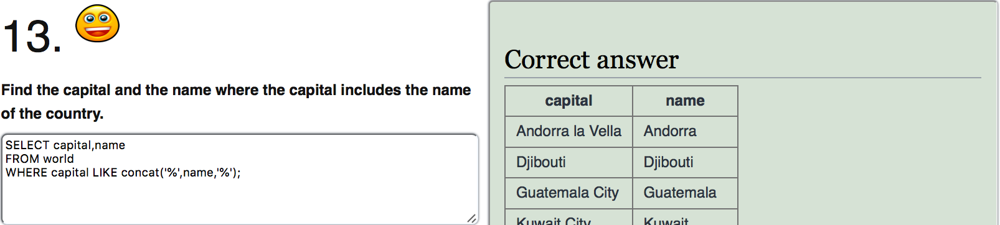 13.
Find the capital and the name where the capital includes the name
of the country.
SELECT capital,name
FROM world
WHERE capital LIKE concat('%',name,'%');
Correct answer
capital name
Andorra la Vella Andorra
Djibouti Djibouti
Guatemala City Guatemala
Kuwait City Kuwait